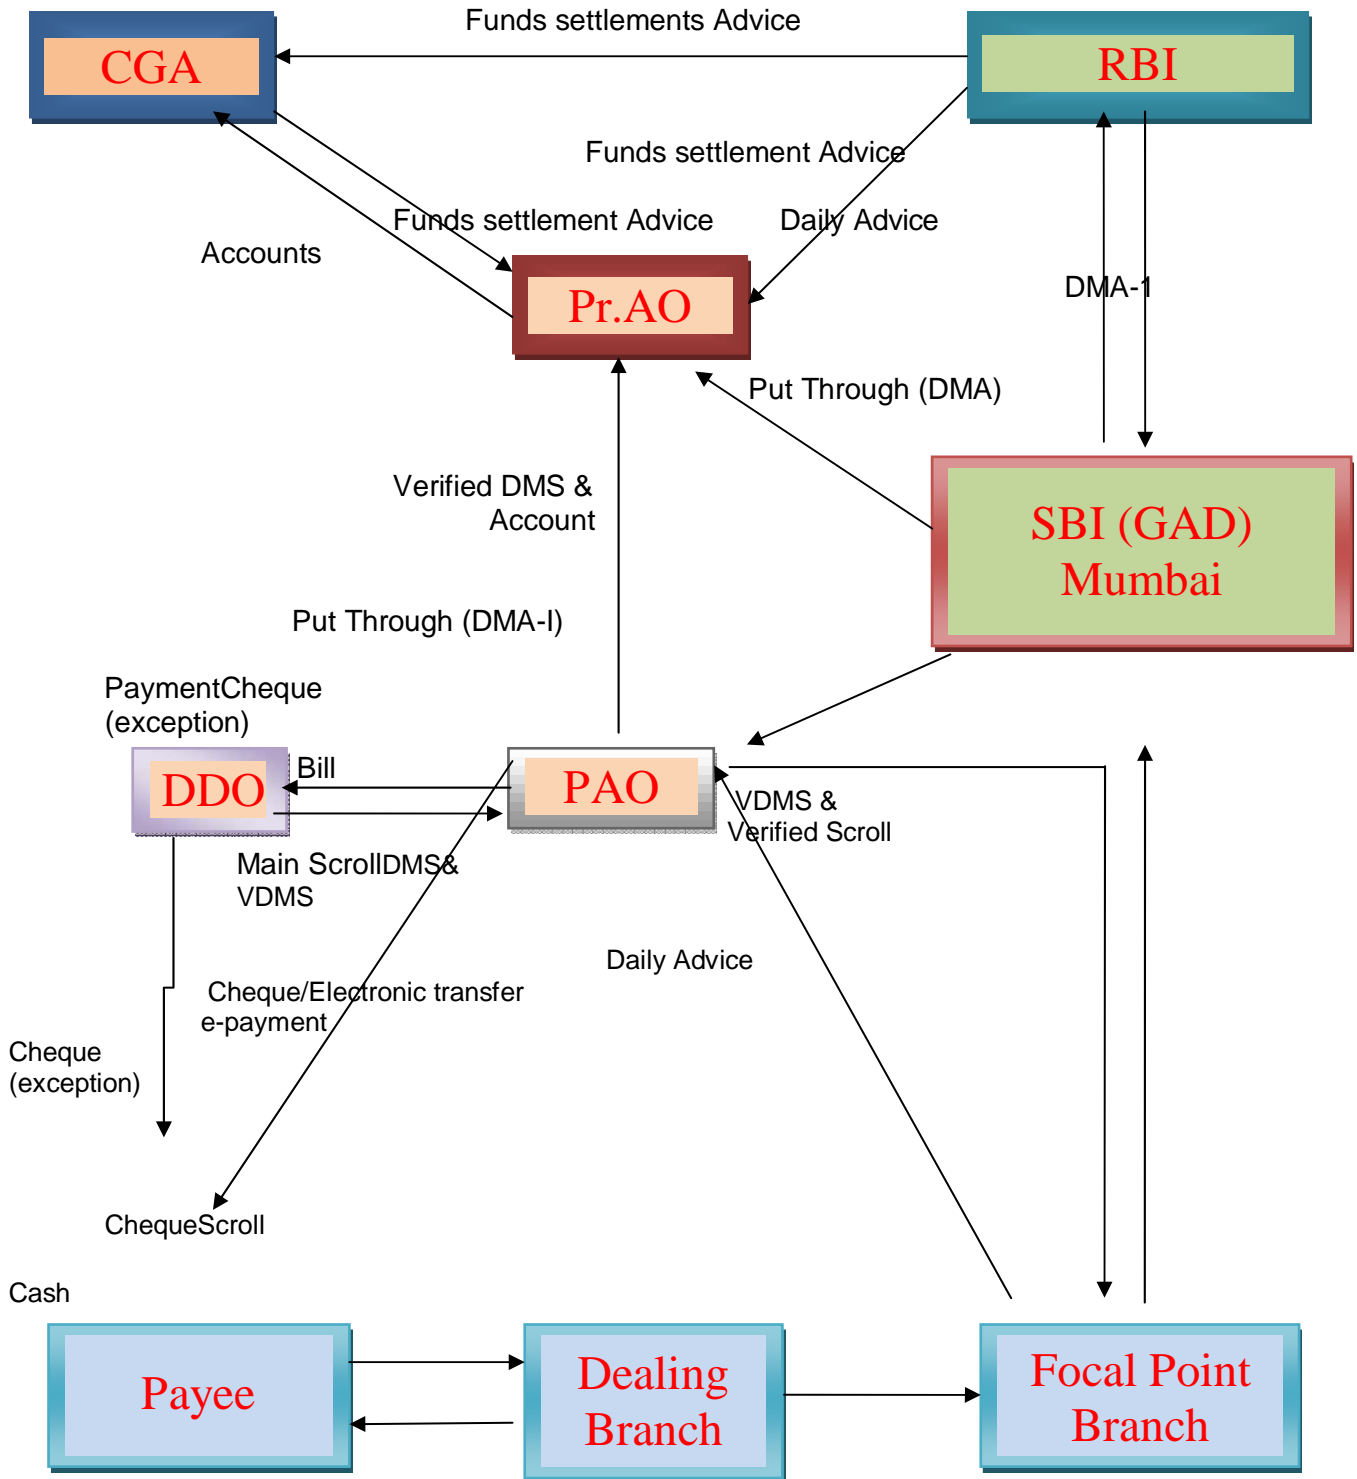 Funds settlements Advice
CGA
RBI
Funds settlement Advice
Funds settlement Advice
Daily Advice
Accounts
DMA-1
Pr.AO
Put Through (DMA)
Verified DMS &
Account
SBI (GAD)
Mumbai
Put Through (DMA-I)
PaymentCheque
(exception)
Bill
DDO
PAO
VDMS &
Verified Scroll
Main ScrollDMS&
VDMS
Daily Advice
Cheque/Electronic transfer
e-payment
Cheque
(exception)
ChequeScroll
Cash
Payee
Dealing
Branch
Focal Point
Branch